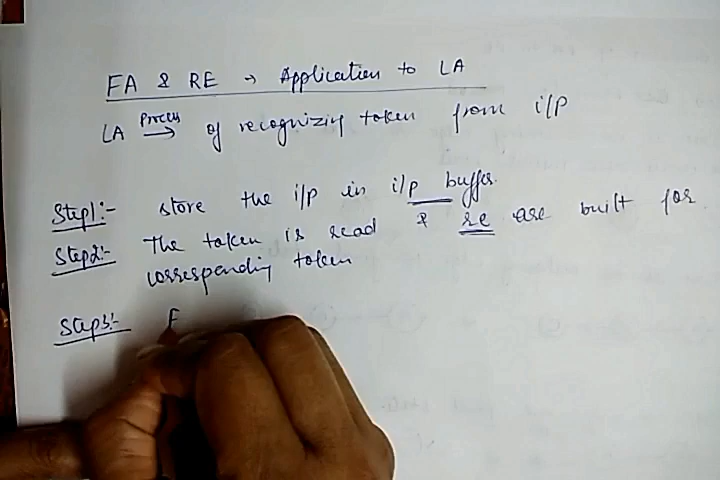 FA & RE → Application to LA
LA Process → of recognizing token from i/p
Step1:- store the i/p in i/p buffer.
Step2:- The token is read & re are built for
corresponding token
Step3:- F